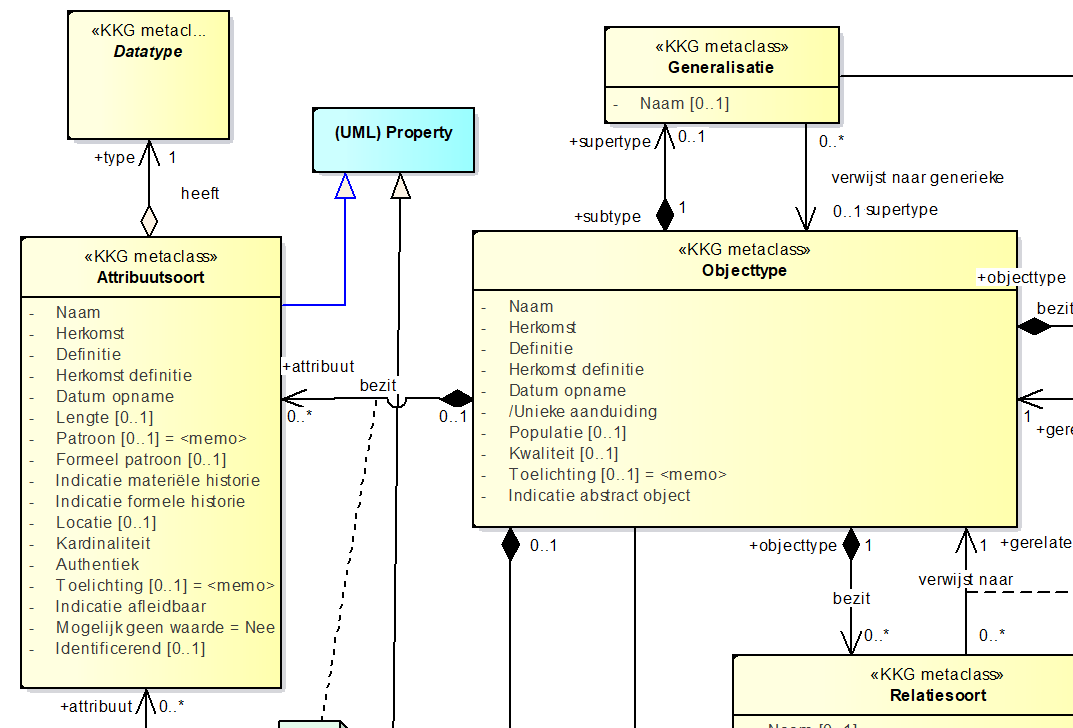 «KKG metacl...
Datatype
+type
1
heeft
(UML) Property
«KKG metaclass»
Generalisatie
- Naam [0..1]
+supertype
0..1
0..*
verwijst naar generieke
+subtype
1
0..1
supertype
«KKG metaclass»
Attribuutsoort
- Naam
- Herkomst
- Definitie
- Herkomst definitie
- Datum opname
- Lengte [0..1]
- Patroon [0..1] = <memo>
- Formeel patroon [0..1]
- Indicatie materiële historie
- Indicatie formele historie
- Locatie [0..1]
- Kardinaliteit
- Authentiek
- Toelichting [0..1] = <memo>
- Indicatie afleidbaar
- Mogelijk geen waarde = Nee
- Identificerend [0..1]
+attribuut
0..*
+attribuut
bezit
0..*
0..1
«KKG metaclass»
Objecttype
- Naam
- Herkomst
- Definitie
- Herkomst definitie
- Datum opname
- /Unieke aanduiding
- Populatie [0..1]
- Kwaliteit [0..1]
- Toelichting [0..1] = <memo>
- Indicatie abstract object
+objecttype
bezit
1
+gere
0..1
+objecttype
1
bezit
0..*
1
+gerelate
verwijst naar
0..*
«KKG metaclass»
Relatiesoort
- Naam [0..1]